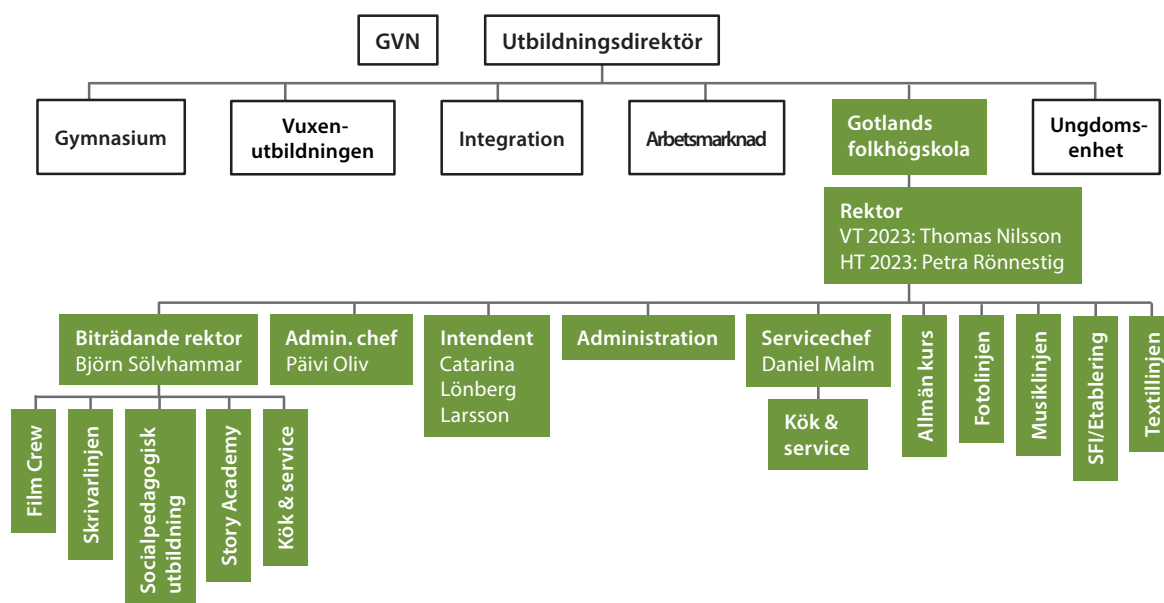 GVN
Utbildningsdirektör
Gymnasium
Vuxen-
utbildningen
Integration
Arbetsmarknad
Gotlands
folkhögskola
Ungdoms-
enhet
Rektor
VT 2023: Thomas Nilsson
HT 2023: Petra Rönnestig
Biträdande rektor
Björn Sölvhammar
Admin. chef
Päivi Oliv
Intendent
Catarina
Lönberg
Larsson
Administration
Servicechef
Daniel Malm
Kök &
service
Allmän kurs
Fotolinjen
Musiklinjen
SFI/Etablering
Textillinjen
Film Crew
Skrivarlinjen
Socialpedagogisk
utbildning
Story Academy
Kök & service